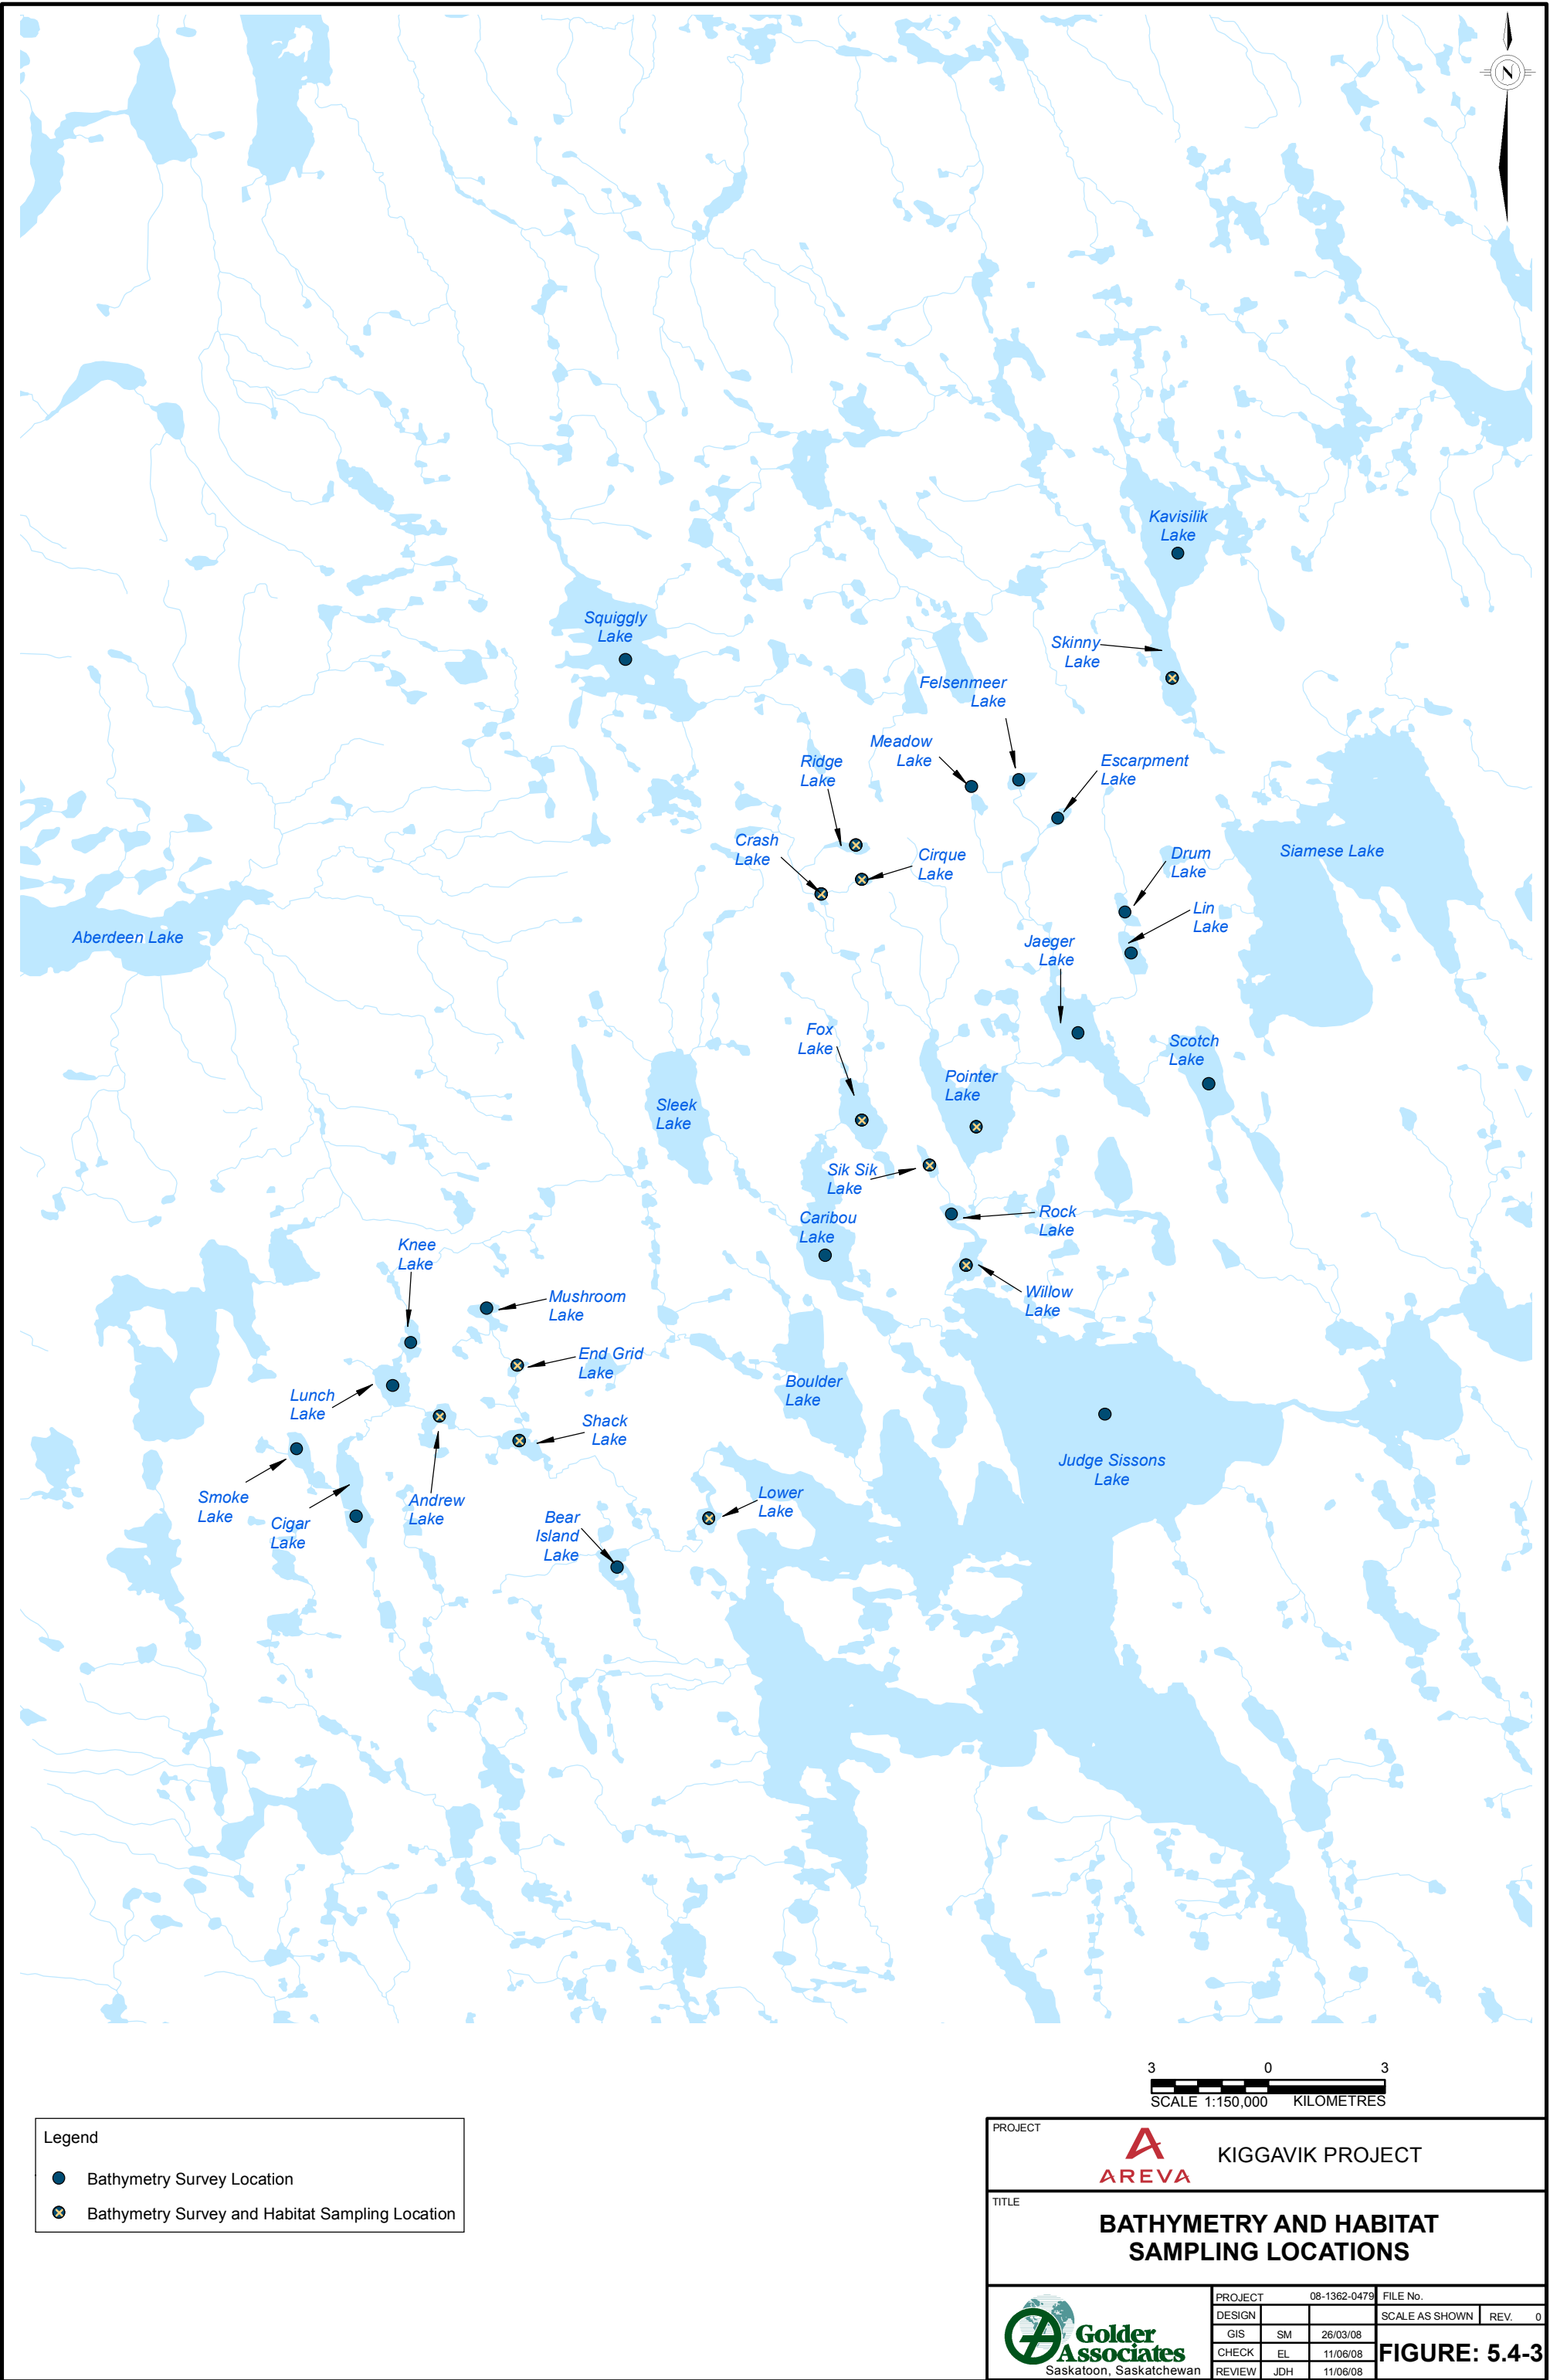 N
Kavisilik
Lake
Squiggly
Lake
Skinny
Lake
Felsenmeer
Lake
Meadow
Lake
Ridge
Lake
Escarpment
Lake
Crash
Lake
Cirque
Lake
Drum
Lake
Siamese Lake
Lin
Lake
Aberdeen Lake
Jaeger
Lake
Fox
Lake
Scotch
Lake
Pointer
Lake
Sleek
Lake
Sik Sik
Lake
Caribou
Lake
Rock
Lake
Knee
Lake
Mushroom
Lake
Willow
Lake
End Grid
Lake
Boulder
Lake
Lunch
Lake
Shack
Lake
Judge Sissons
Lake
Smoke
Lake
Cigar
Lake
Andrew
Lake
Bear
Island
Lake
Lower
Lake
3 0 3
SCALE 1:150,000 KILOMETRES
Legend
Bathymetry Survey Location
Bathymetry Survey and Habitat Sampling Location
PROJECT
AREVA
KIGGAVIK PROJECT
TITLE
BATHYMETRY AND HABITAT
SAMPLING LOCATIONS
Golder
Associates
Saskatoon, Saskatchewan
PROJECT 08-1362-0479 FILE No.
DESIGN SCALE AS SHOWN REV. 0
GIS SM 26/03/08
CHECK EL 11/06/08
REVIEW JDH 11/06/08
FIGURE: 5.4-3